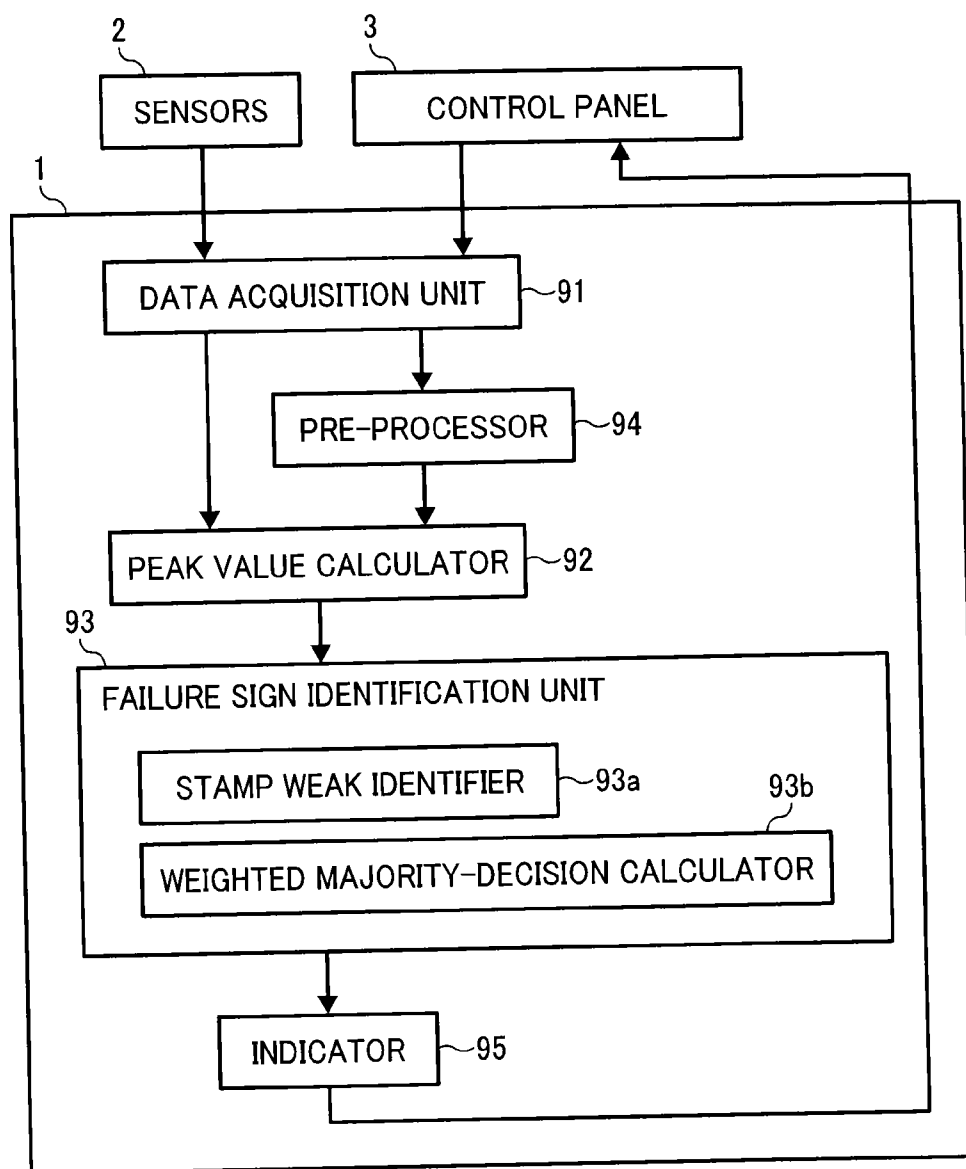 2
3
SENSORS
CONTROL PANEL
1
DATA ACQUISITION UNIT
91
PRE-PROCESSOR
94
PEAK VALUE CALCULATOR
92
93
FAILURE SIGN IDENTIFICATION UNIT
STAMP WEAK IDENTIFIER
93a
93b
WEIGHTED MAJORITY-DECISION CALCULATOR
INDICATOR
95